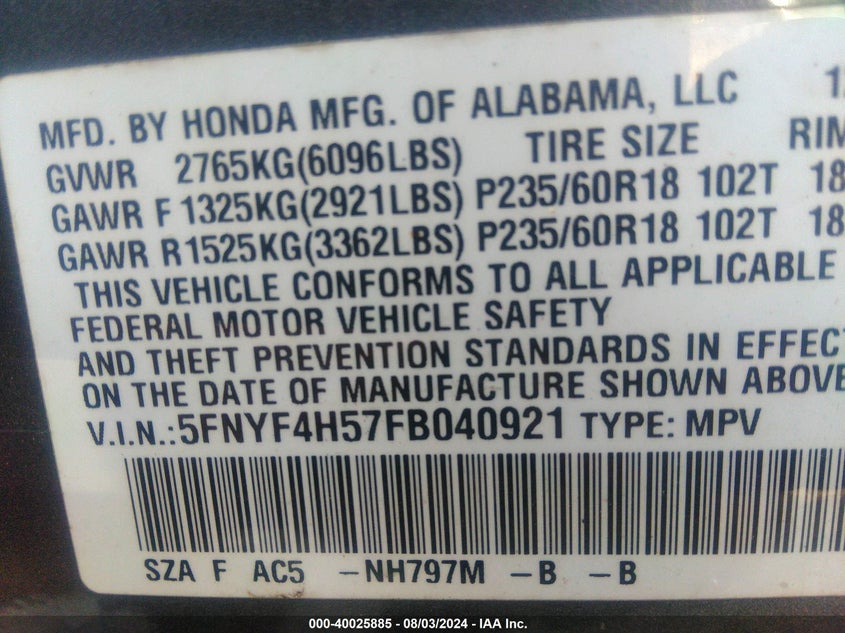 MFD. BY HONDA MFG. OF ALABAMA, LLC
GVWR 2765KG(6096LBS) TIRE SIZE RIM
GAWR F 1325KG(2921LBS) P235/60R18 102T 18
GAWR R1525KG(3362LBS) P235/60R18 102T 18
THIS VEHICLE CONFORMS TO ALL APPLICABLE
FEDERAL MOTOR VEHICLE SAFETY
AND THEFT PREVENTION STANDARDS IN EFFECT
ON THE DATE OF MANUFACTURE SHOWN ABOVE
V.I.N.:5FNYF4H57FB040921 TYPE: MPV
SZA F AC5 -NH797M -B -B
000-40025885 - 08/03/2024 - IAA Inc.